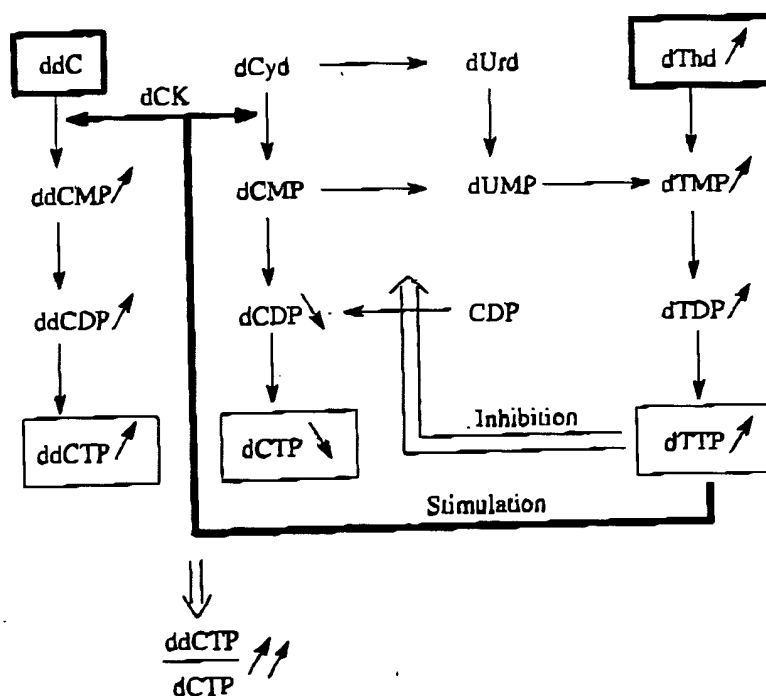 ddC dCyd dUrd dThd
dCK
ddCMP dCMP dUMP dTMP
ddCDP dCDP CDP dTDP
Inhibition
ddCTP dCTP dTTP
Stimulation
ddCTP
dCTP